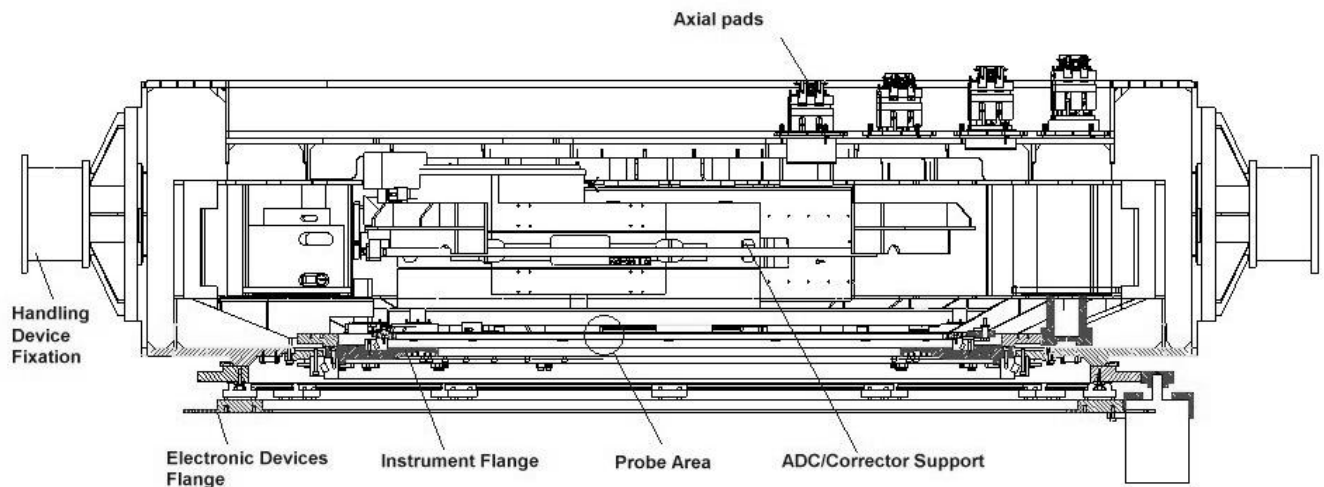 Axial pads
Handling
Device
Fixation
Electronic Devices
Flange
Instrument Flange
Probe Area
ADC/Corrector Support